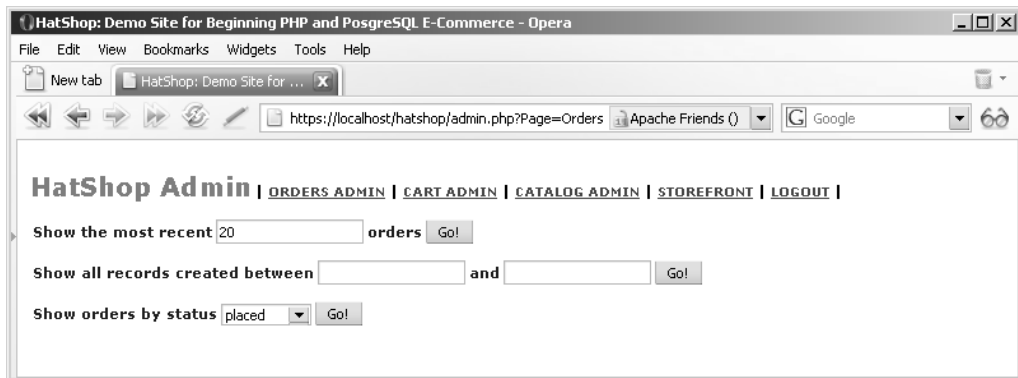 HatShop: Demo Site for Beginning PHP and PosgreSQL E-Commerce - Opera
File Edit View Bookmarks Widgets Tools Help
New tab HatShop: Demo Site for ...
https://localhost/hatshop/admin.php?Page=Orders Apache Friends () G Google
HatShop Admin | ORDERS ADMIN | CART ADMIN | CATALOG ADMIN | STOREFRONT | LOGOUT |
Show the most recent 20 orders Go!
Show all records created between and Go!
Show orders by status placed Go!